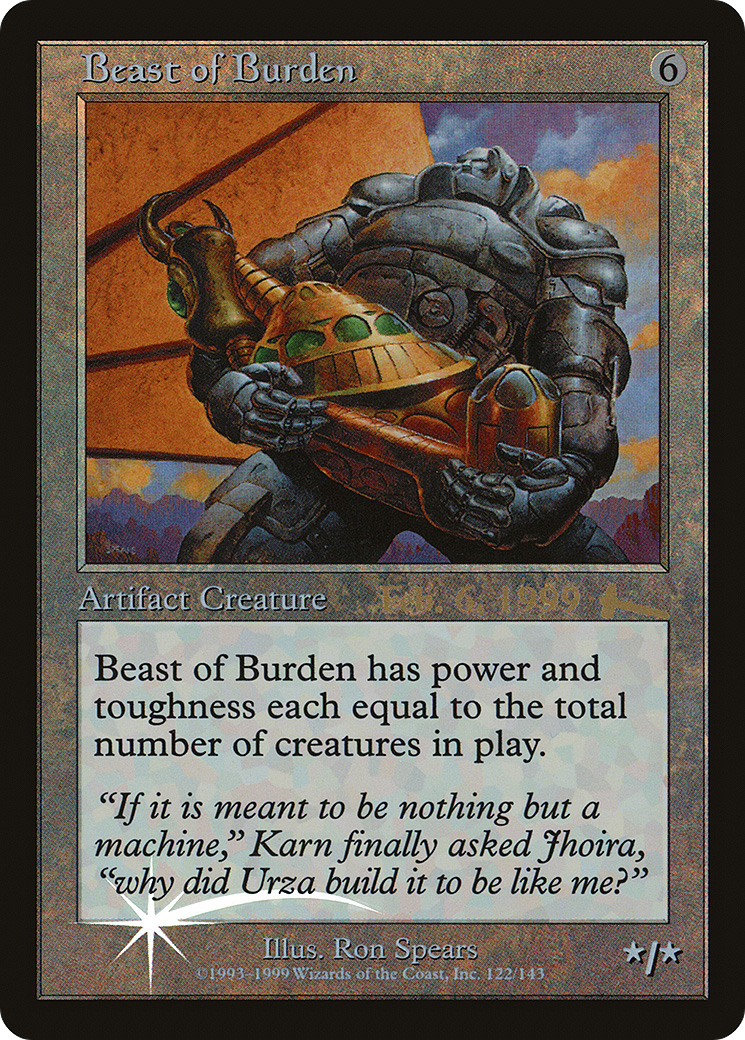 Beast of Burden
6
Artifact Creature
Feb. 6, 1999
Beast of Burden has power and
toughness each equal to the total
number of creatures in play.
“If it is meant to be nothing but a
machine,” Karn finally asked Jhoira,
“why did Urza build it to be like me?”
Illus. Ron Spears
©1993–1999 Wizards of the Coast, Inc. 122/143
★/★